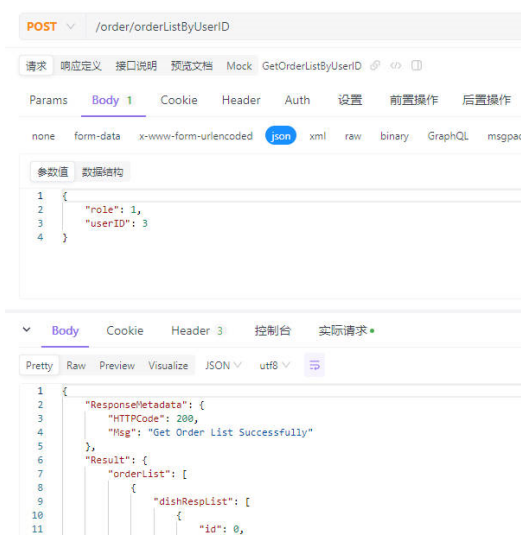 POST /order/orderListByUserID
请求 响应定义 接口说明 预览文档 Mock GetOrderListByUserID
Params Body 1 Cookie Header Auth 设置 前置操作 后置操作
none form-data x-www-form-urlencoded json xml raw binary GraphQL msgpac
参数值 数据结构
1 {
2 "role": 1,
3 "userID": 3
4 }
Body Cookie Header 3 控制台 实际请求
Pretty Raw Preview Visualize JSON utf8
1 {
2 "ResponseMetadata": {
3 "HTTPCode": 200,
4 "Msg": "Get Order List Successfully"
5 },
6 "Result": {
7 "orderList": [
8 {
9 "dishRespList": [
10 {
11 "id": 0,